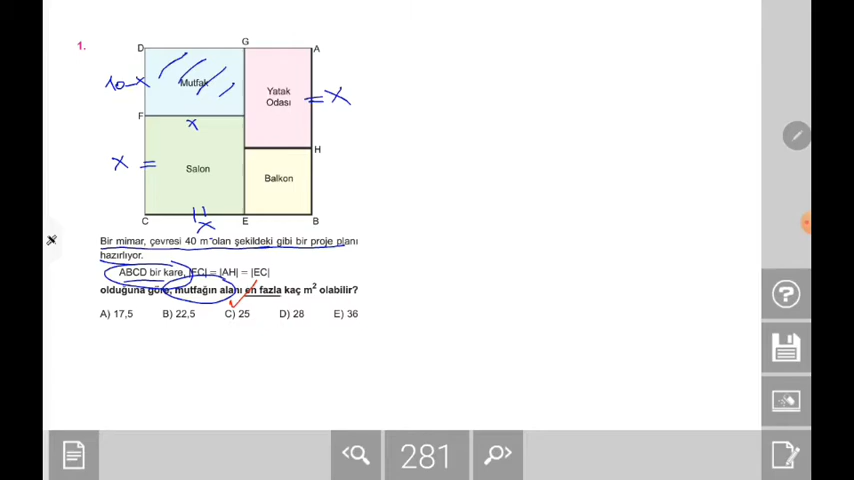 1.
D G A
10-x Mutfak Yatak Odası = x
F x H
x = Salon Balkon
x
C E B
Bir mimar, çevresi 40 m olan şekildeki gibi bir proje planı
hazırlıyor.
ABCD bir kare, |FC| = |AH| = |EC|
olduğuna göre, mutfağın alanı en fazla kaç m² olabilir?
A) 17,5 B) 22,5 C) 25 D) 28 E) 36
281